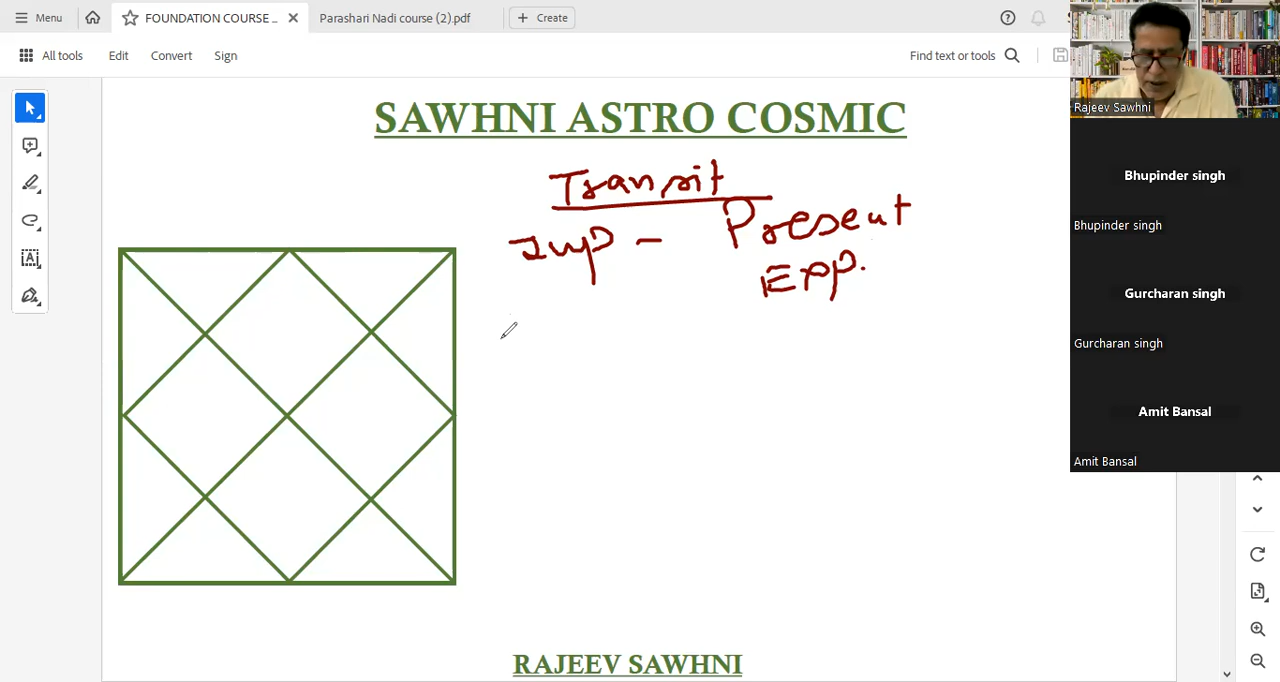 Menu
FOUNDATION COURSE ...
Parashari Nadi course (2).pdf
Create
All tools
Edit
Convert
Sign
Find text or tools
Rajeev Sawhni
Bhupinder singh
Bhupinder singh
Gurcharan singh
Gurcharan singh
Amit Bansal
Amit Bansal
SAWHNI ASTRO COSMIC
Transit
Jup - Present
EPP.
RAJEEV SAWHNI